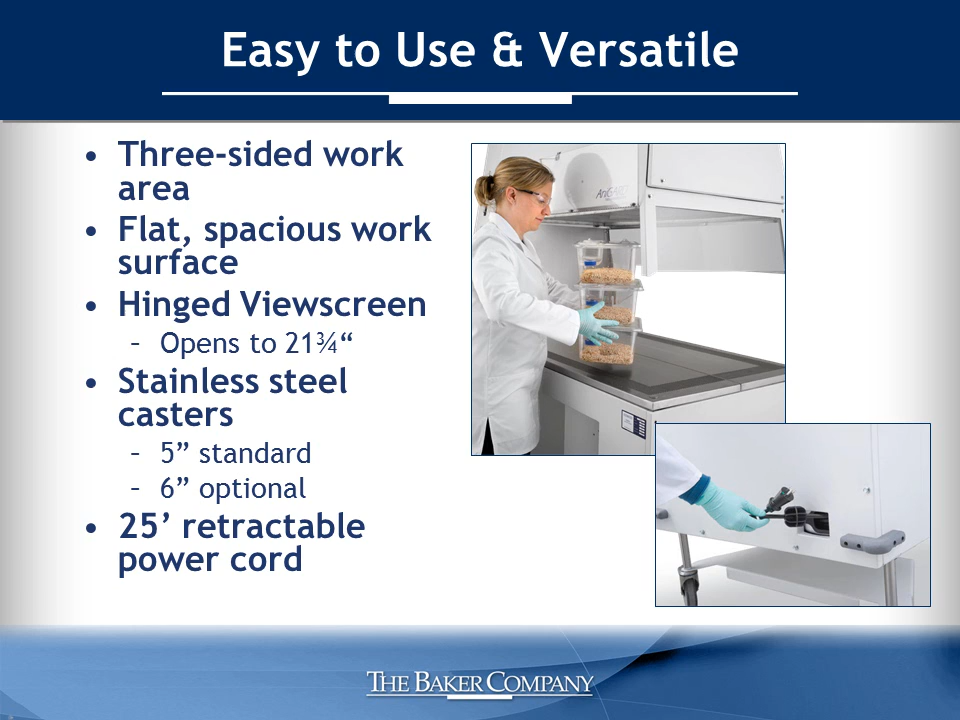 Easy to Use & Versatile
• Three-sided work
area
• Flat, spacious work
surface
• Hinged Viewscreen
– Opens to 21¾“
• Stainless steel
casters
– 5” standard
– 6” optional
• 25’ retractable
power cord
THE BAKER COMPANY